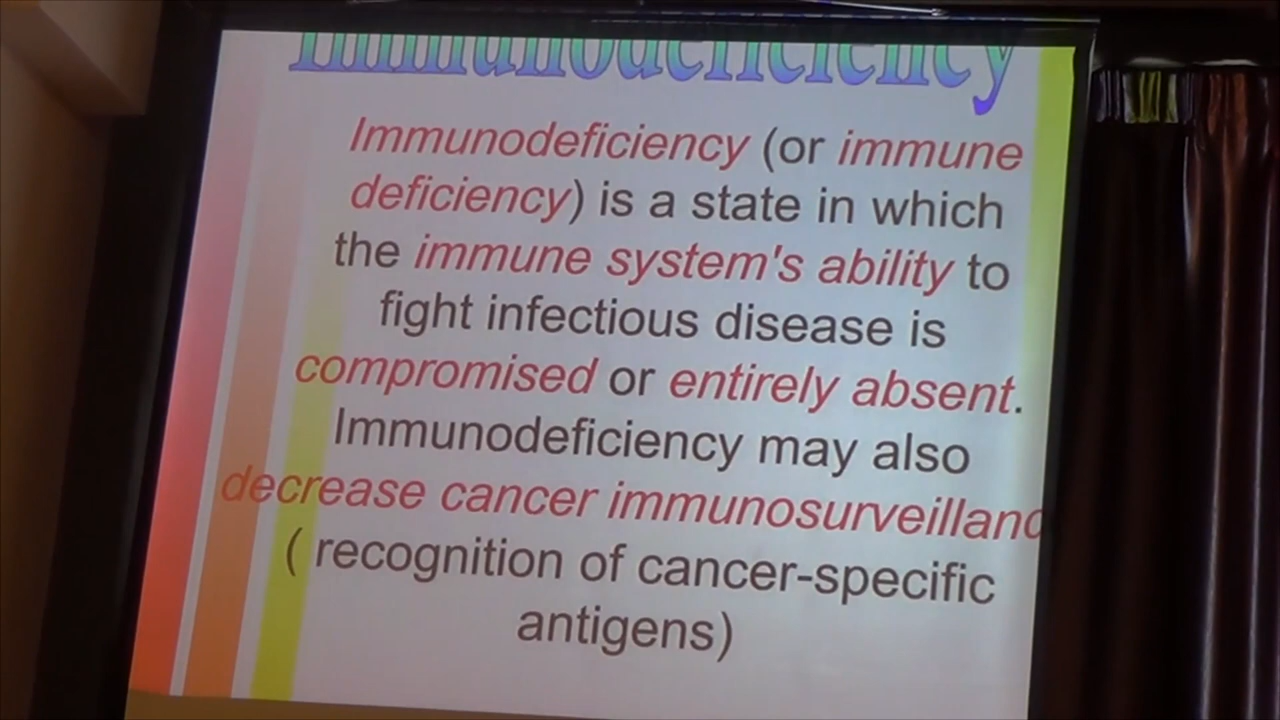 Immunodeficiency
Immunodeficiency (or immune
deficiency) is a state in which
the immune system's ability to
fight infectious disease is
compromised or entirely absent.
Immunodeficiency may also
decrease cancer immunosurveillanc
( recognition of cancer-specific
antigens)